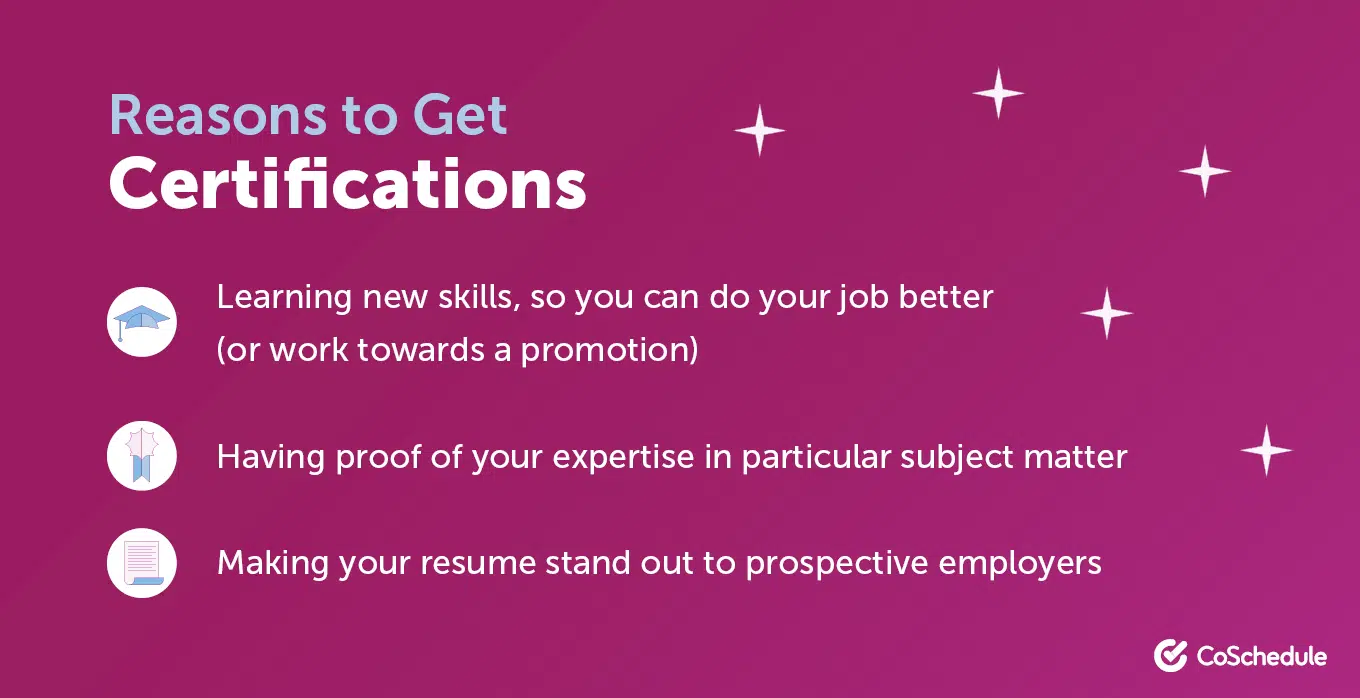 Reasons to Get
Certifications
Learning new skills, so you can do your job better
(or work towards a promotion)
Having proof of your expertise in particular subject matter
Making your resume stand out to prospective employers
CoSchedule